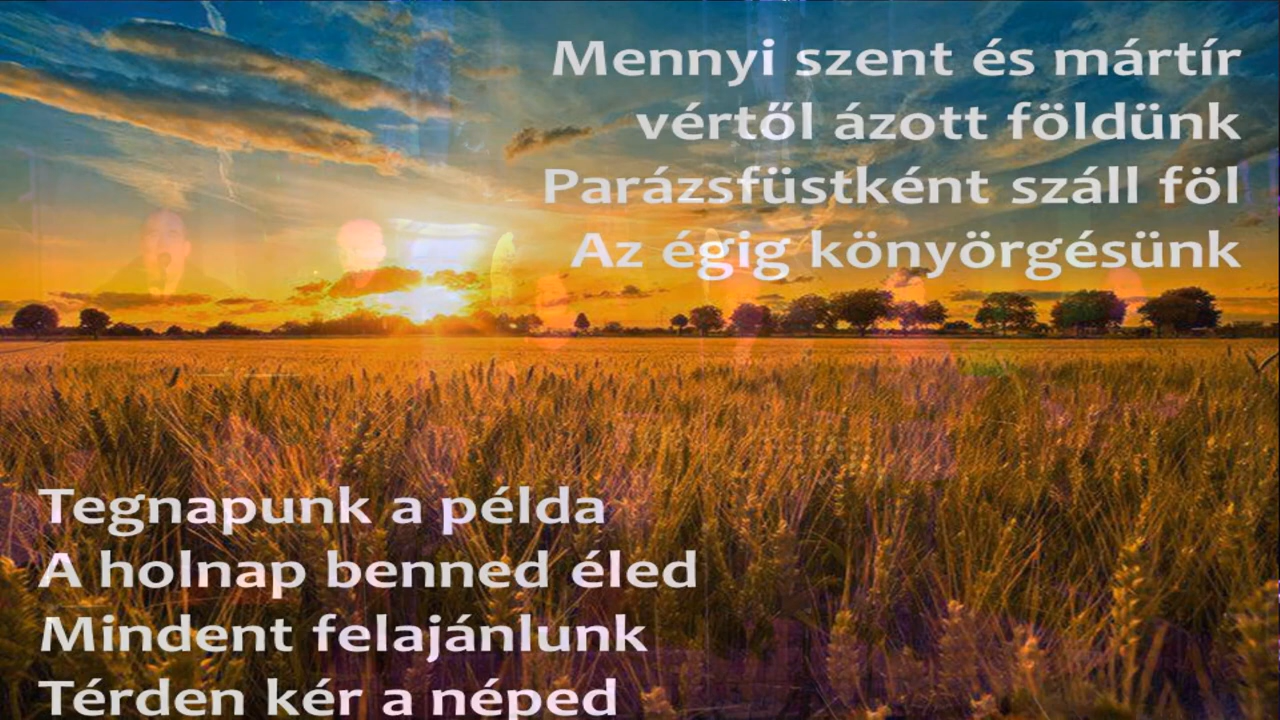 Mennyi szent és mártír
vértől ázott földünk
Parázsfüstként száll föl
Az égig könyörgésünk
Tegnapunk a példa
A holnap benned éled
Mindent felajánlunk
Térden kér a néped